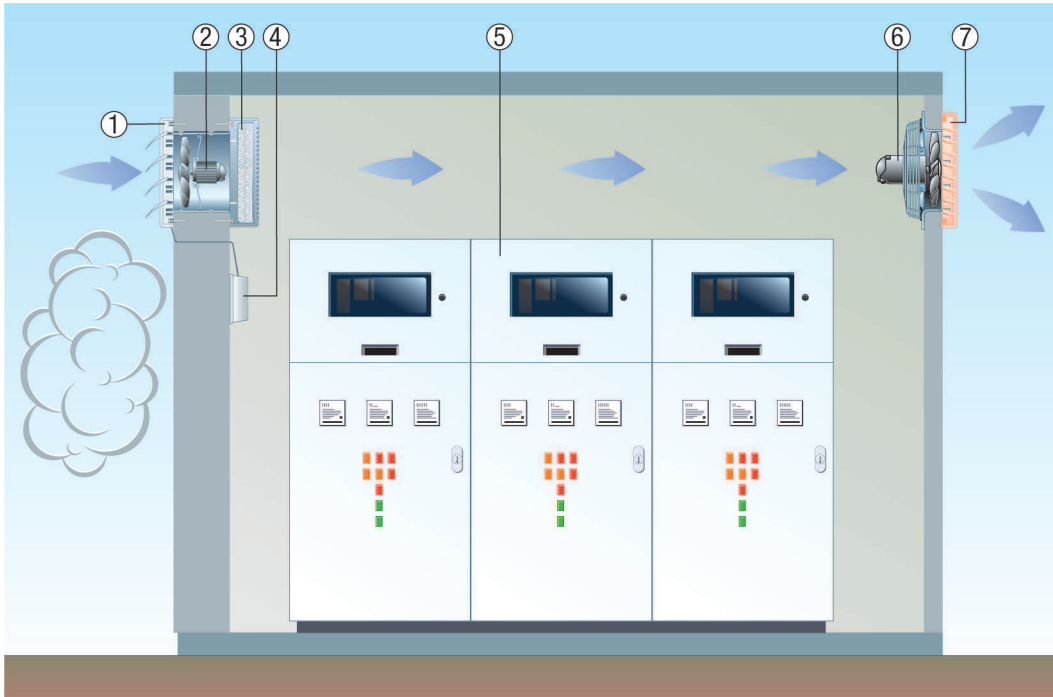 ① ② ③ ④ ⑤ ⑥ ⑦